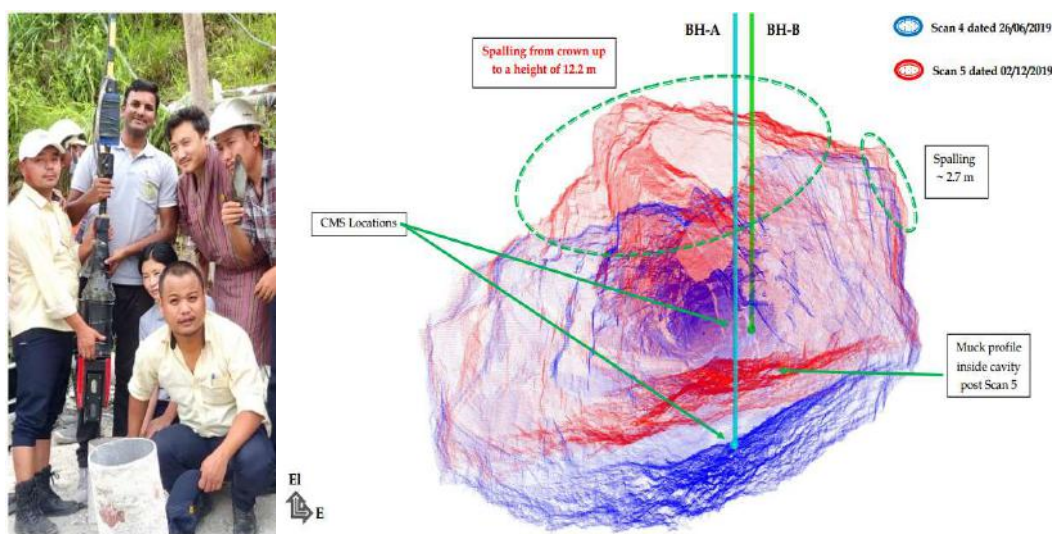 BH-A
BH-B
Scan 4 dated 26/06/2019
Scan 5 dated 02/12/2019
Spalling from crown up
to a height of 12.2 m
Spalling
~ 2.7 m
CMS Locations
Muck profile
inside cavity
post Scan 5
El
E